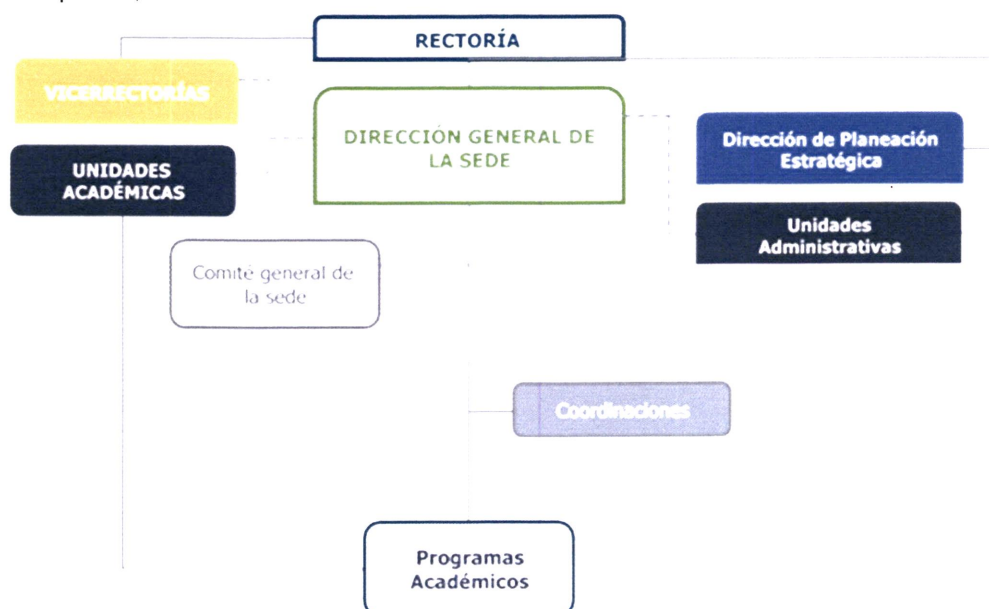 RECTORÍA
VICERRECTORÍAS
DIRECCIÓN GENERAL DE
LA SEDE
Dirección de Planeación
Estratégica
UNIDADES
ACADÉMICAS
Unidades
Administrativas
Comité general de
la sede
Coordinaciones
Programas
Académicos